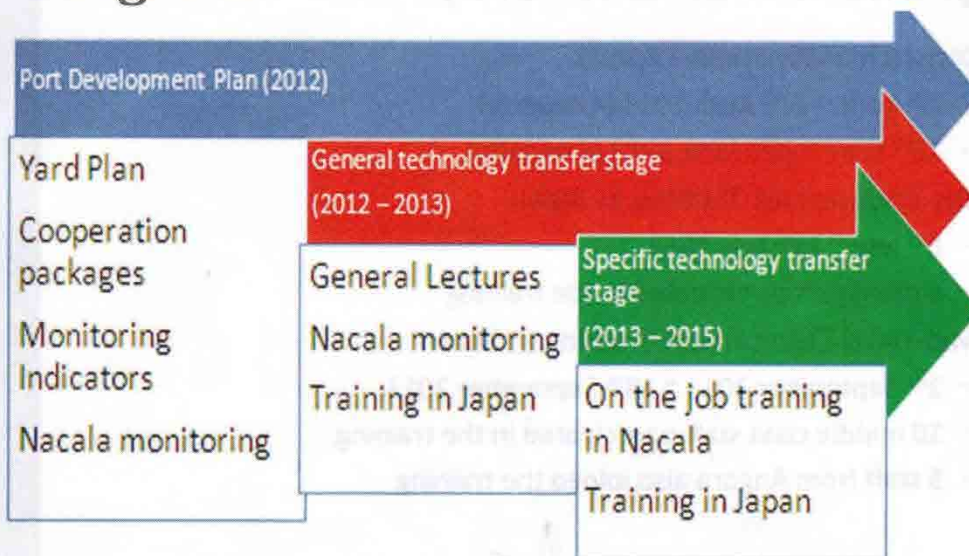 Port Development Plan (2012)
Yard Plan
Cooperation
packages
Monitoring
Indicators
Nacala monitoring
General technology transfer stage
(2012 – 2013)
General Lectures
Nacala monitoring
Training in Japan
Specific technology transfer
stage
(2013 – 2015)
On the job training
in Nacala
Training in Japan